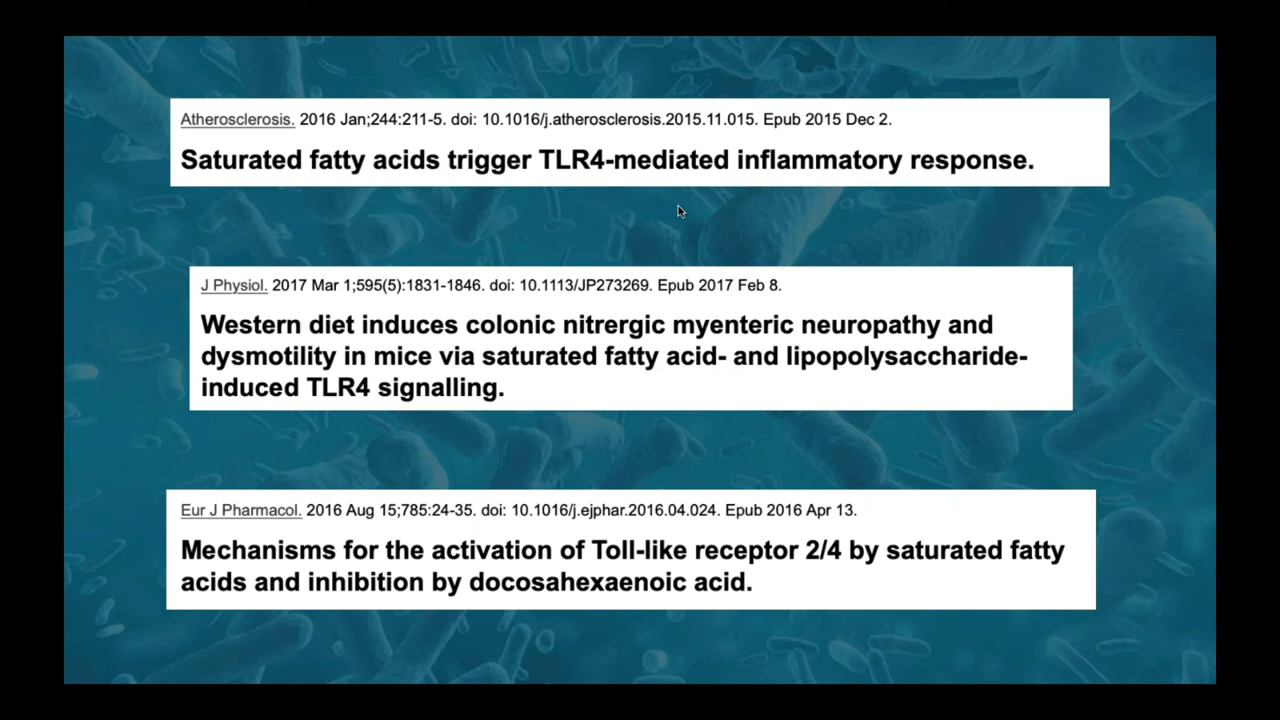 Atherosclerosis. 2016 Jan;244:211-5. doi: 10.1016/j.atherosclerosis.2015.11.015. Epub 2015 Dec 2.
Saturated fatty acids trigger TLR4-mediated inflammatory response.
J Physiol. 2017 Mar 1;595(5):1831-1846. doi: 10.1113/JP273269. Epub 2017 Feb 8.
Western diet induces colonic nitrergic myenteric neuropathy and
dysmotility in mice via saturated fatty acid- and lipopolysaccharide-
induced TLR4 signalling.
Eur J Pharmacol. 2016 Aug 15;785:24-35. doi: 10.1016/j.ejphar.2016.04.024. Epub 2016 Apr 13.
Mechanisms for the activation of Toll-like receptor 2/4 by saturated fatty
acids and inhibition by docosahexaenoic acid.